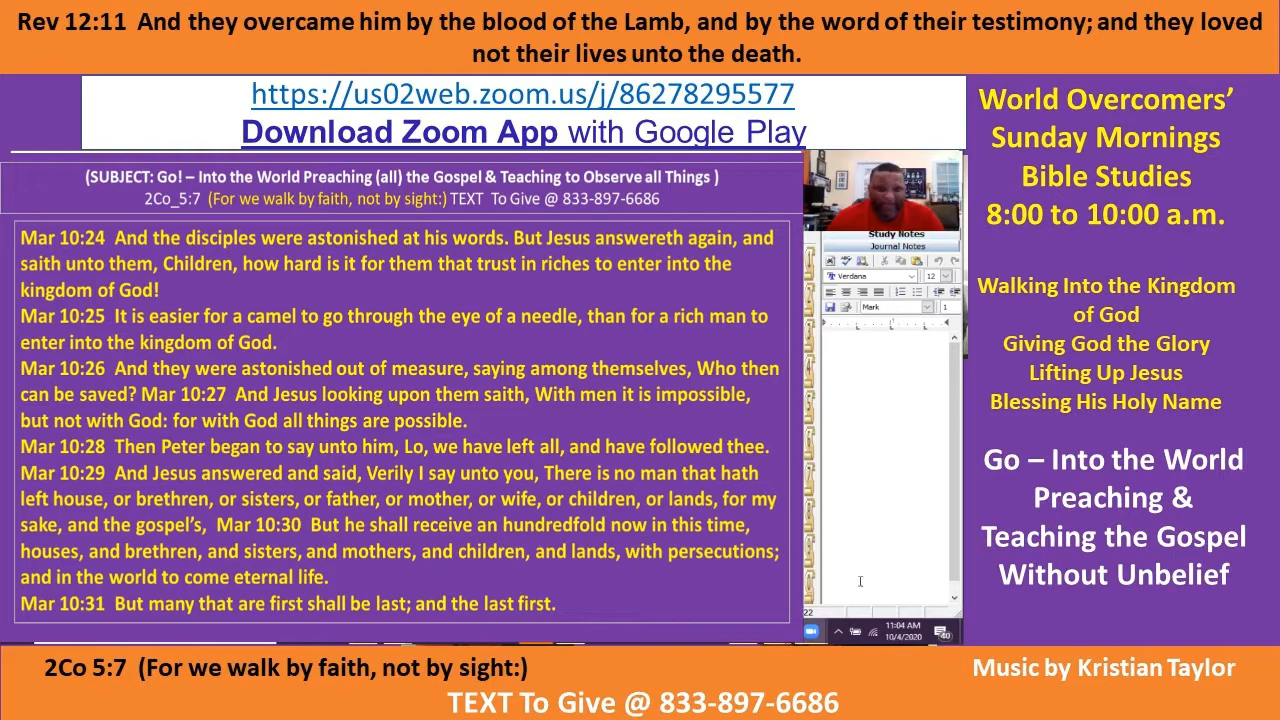 Rev 12:11  And they overcame him by the blood of the Lamb, and by the word of their testimony; and they loved
not their lives unto the death.
https://us02web.zoom.us/j/86278295577
Download Zoom App with Google Play
(SUBJECT: Go! – Into the World Preaching (all) the Gospel & Teaching to Observe all Things )
2Co_5:7  (For we walk by faith, not by sight:) TEXT  To Give @ 833-897-6686
Mar 10:24  And the disciples were astonished at his words. But Jesus answereth again, and
saith unto them, Children, how hard is it for them that trust in riches to enter into the
kingdom of God!
Mar 10:25  It is easier for a camel to go through the eye of a needle, than for a rich man to
enter into the kingdom of God.
Mar 10:26  And they were astonished out of measure, saying among themselves, Who then
can be saved? Mar 10:27  And Jesus looking upon them saith, With men it is impossible,
but not with God: for with God all things are possible.
Mar 10:28  Then Peter began to say unto him, Lo, we have left all, and have followed thee.
Mar 10:29  And Jesus answered and said, Verily I say unto you, There is no man that hath
left house, or brethren, or sisters, or father, or mother, or wife, or children, or lands, for my
sake, and the gospel’s,  Mar 10:30  But he shall receive an hundredfold now in this time,
houses, and brethren, and sisters, and mothers, and children, and lands, with persecutions;
and in the world to come eternal life.
Mar 10:31  But many that are first shall be last; and the last first.
Study Notes
Journal Notes
Verdana
12
Mark
1
22
11:04 AM
10/4/2020
40
World Overcomers’
Sunday Mornings
Bible Studies
8:00 to 10:00 a.m.
Walking Into the Kingdom
of God
Giving God the Glory
Lifting Up Jesus
Blessing His Holy Name
Go – Into the World
Preaching &
Teaching the Gospel
Without Unbelief
2Co 5:7  (For we walk by faith, not by sight:)
Music by Kristian Taylor
TEXT To Give @ 833-897-6686